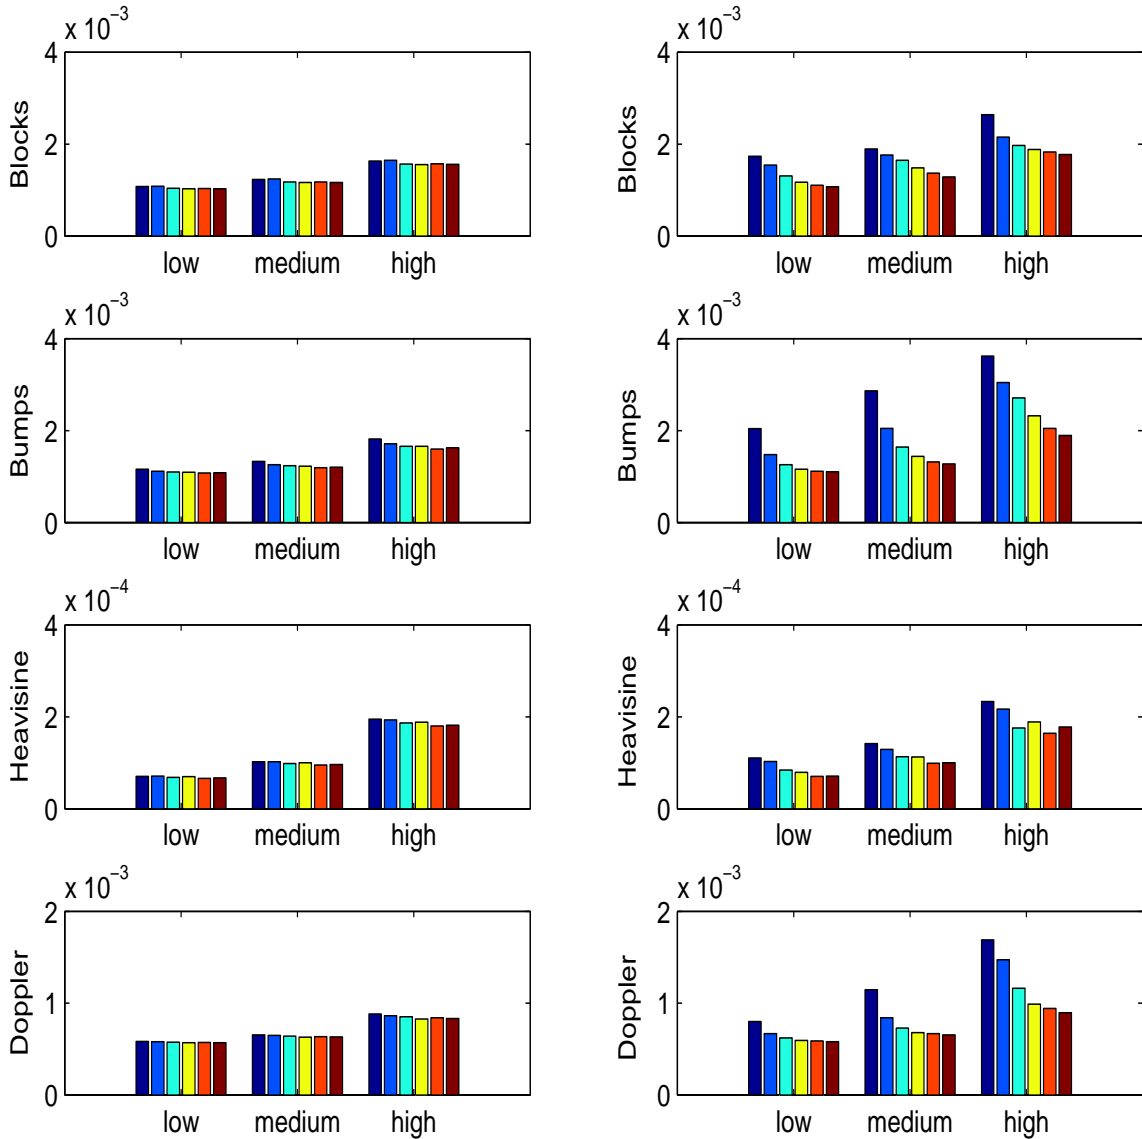 x 10⁻³
4
2
0
Blocks
low medium high
x 10⁻³
4
2
0
Blocks
low medium high
x 10⁻³
4
2
0
Bumps
low medium high
x 10⁻³
4
2
0
Bumps
low medium high
x 10⁻⁴
4
2
0
Heavisine
low medium high
x 10⁻⁴
4
2
0
Heavisine
low medium high
x 10⁻³
2
1
0
Doppler
low medium high
x 10⁻³
2
1
0
Doppler
low medium high